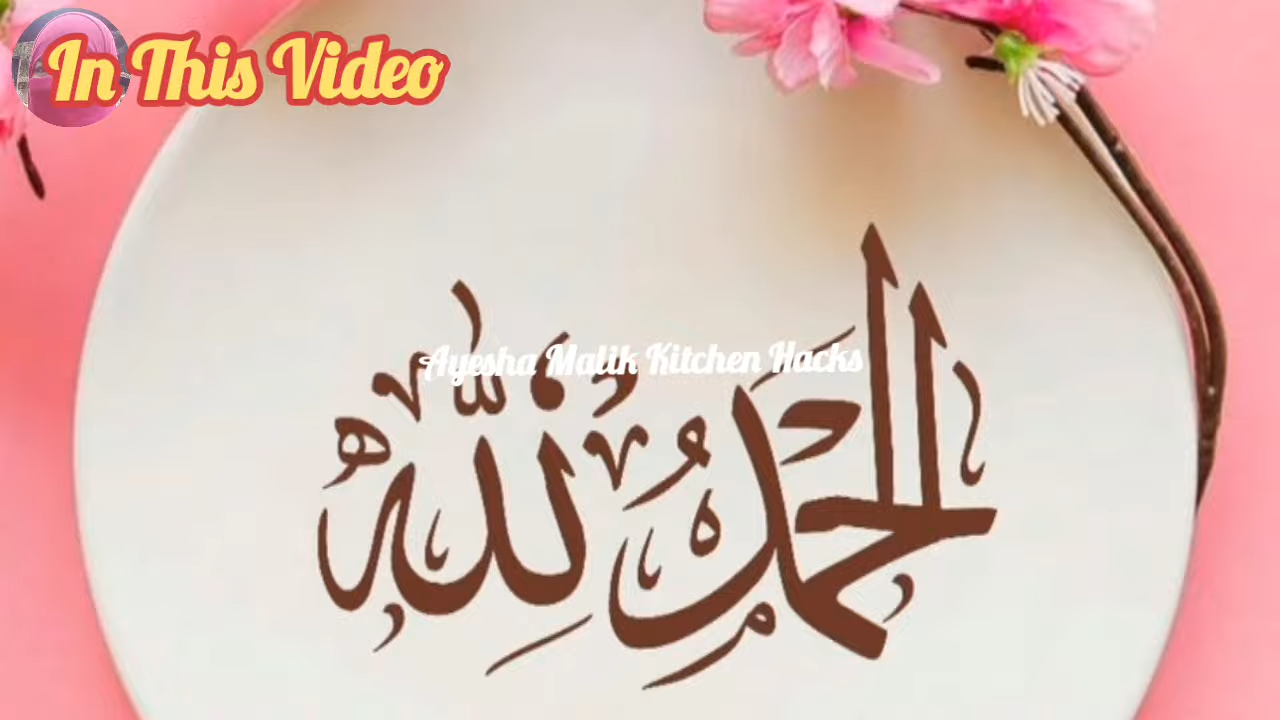 In This Video
Ayesha Malik Kitchen Hacks
الحمد لله